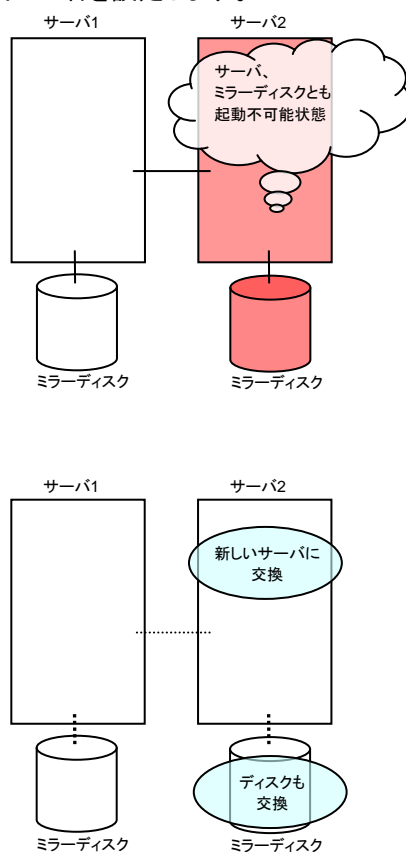 サーバ1
サーバ2
サーバ、
ミラーディスクとも
起動不可能状態
ミラーディスク
ミラーディスク
サーバ1
サーバ2
新しいサーバに
交換
ディスクも
交換
ミラーディスク
ミラーディスク